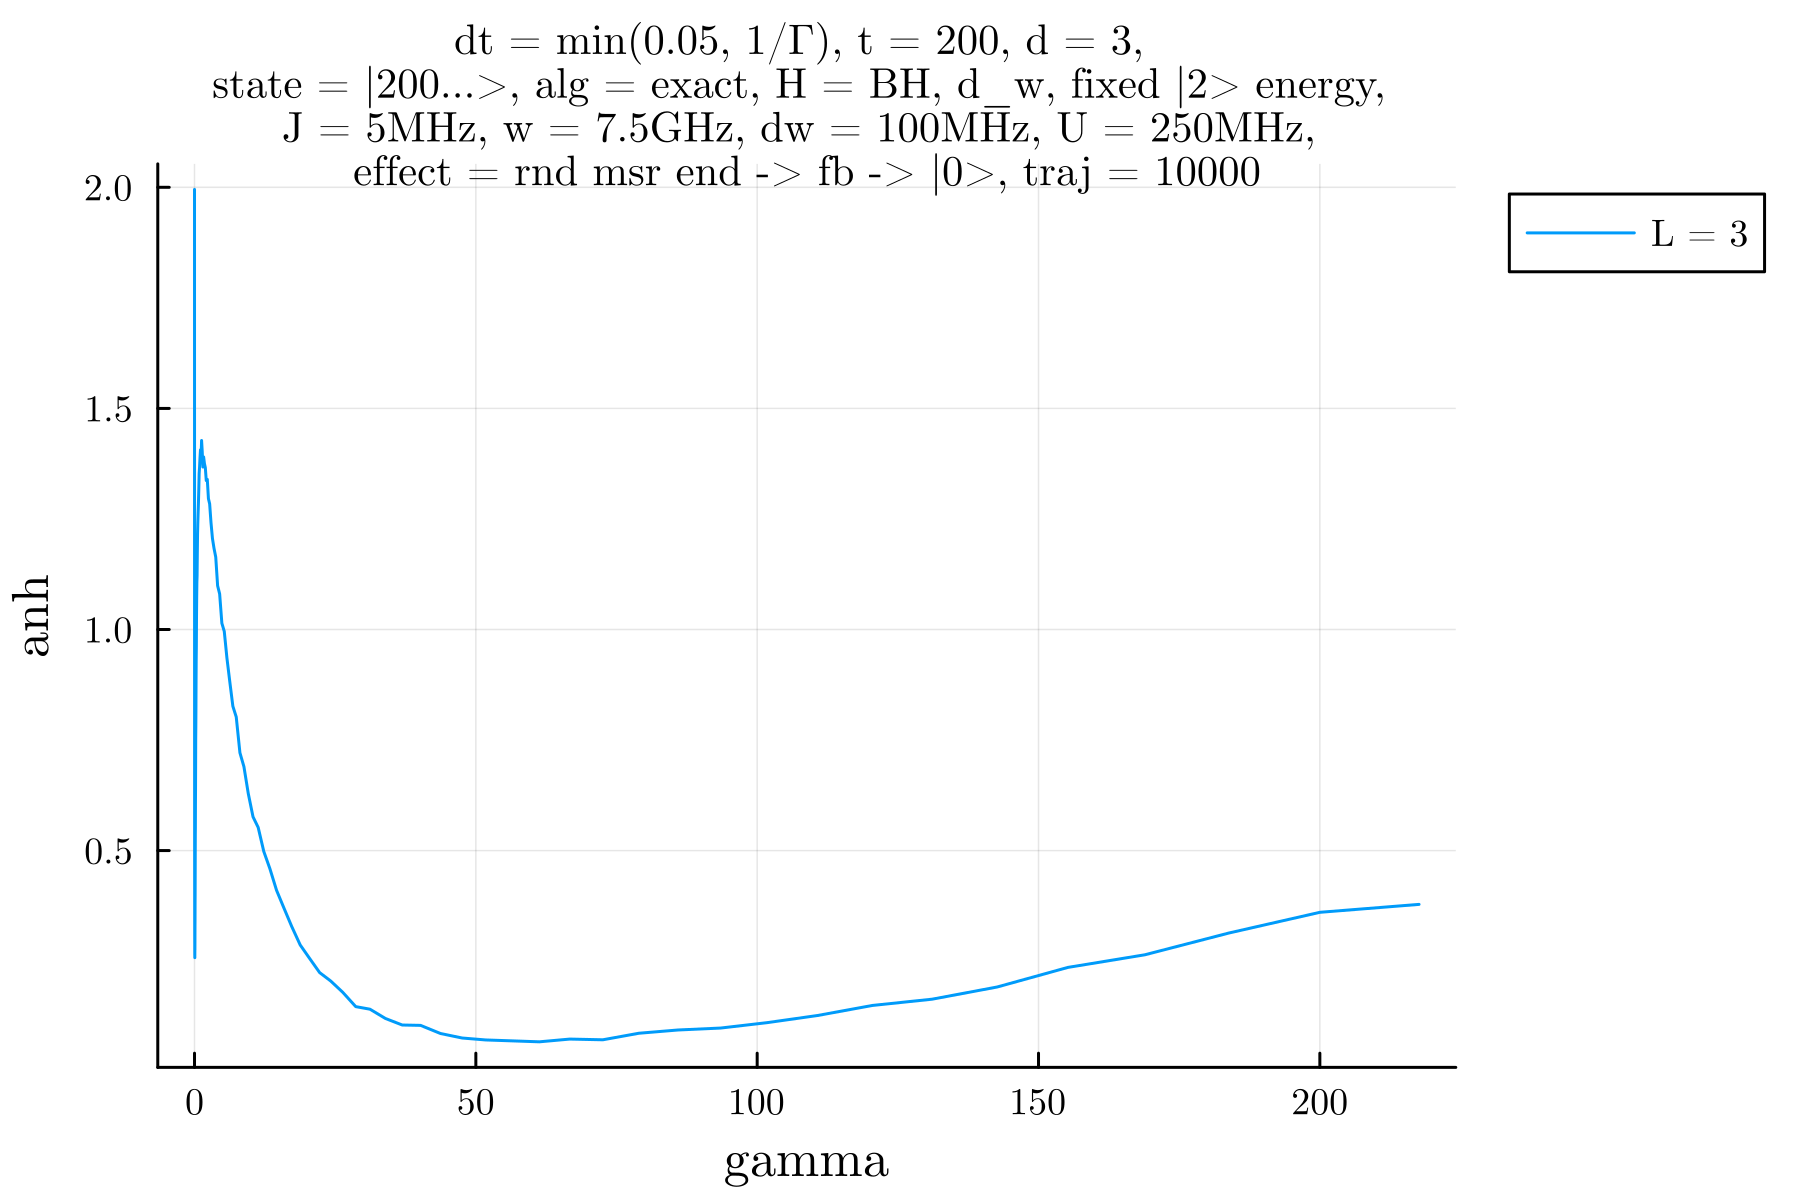 dt = min(0.05, 1/Γ), t = 200, d = 3,
state = |200...>, alg = exact, H = BH, d_w, fixed |2> energy,
J = 5MHz, w = 7.5GHz, dw = 100MHz, U = 250MHz,
effect = rnd msr end -> fb -> |0>, traj = 10000
2.0
1.5
1.0
0.5
anh
0 50 100 150 200
gamma
L = 3